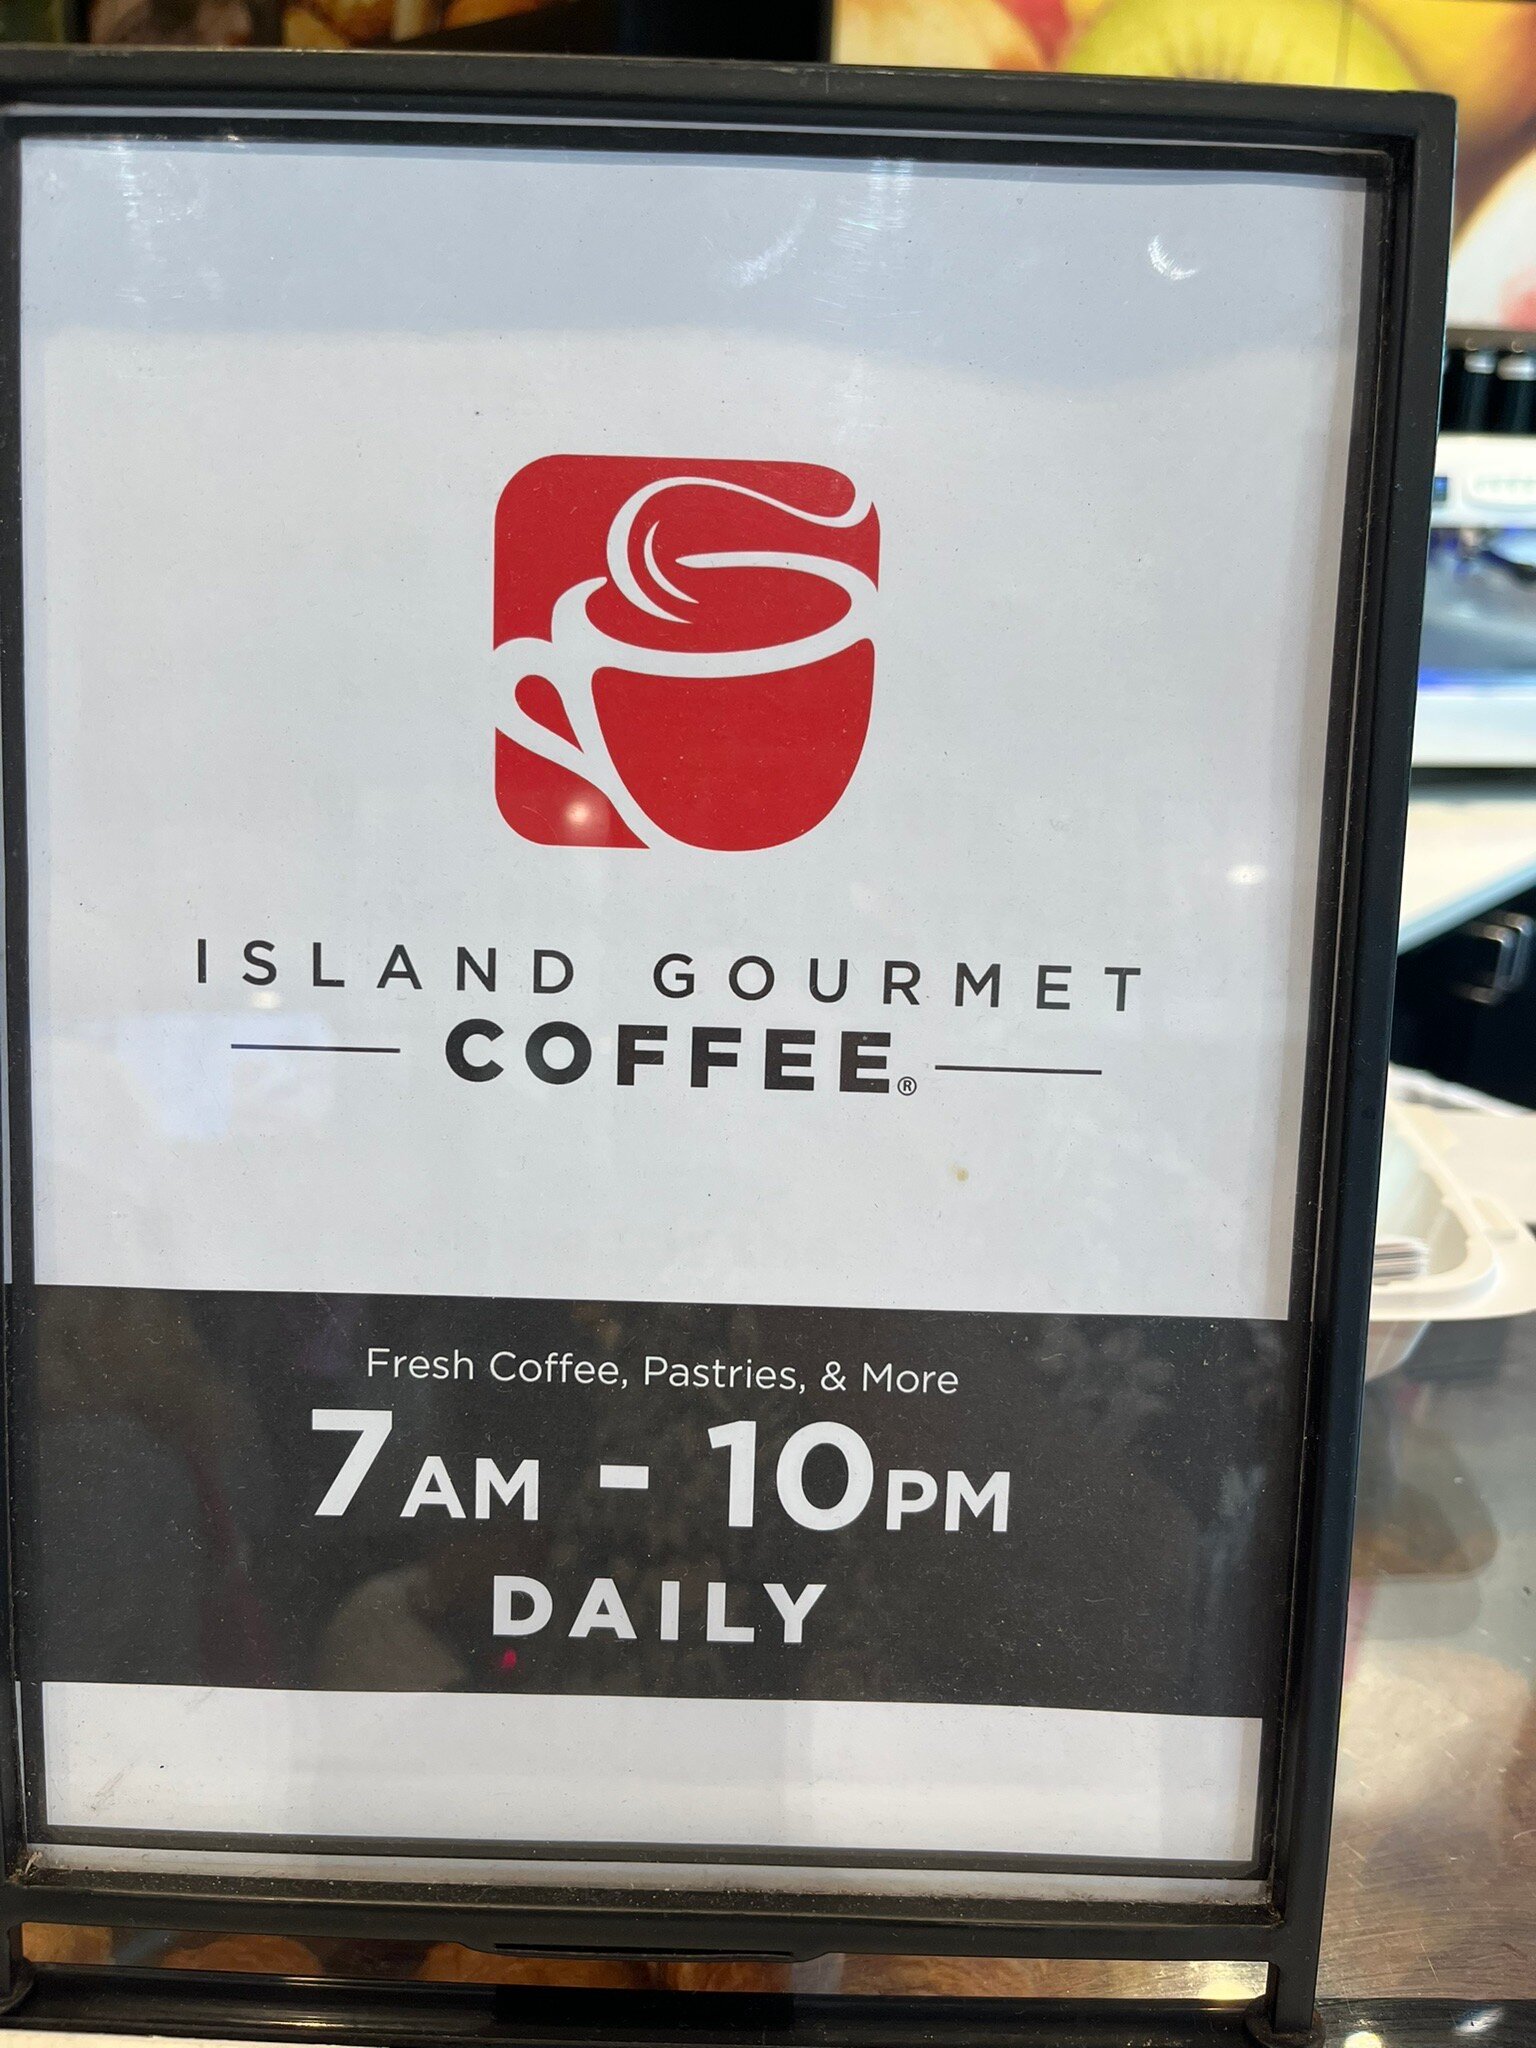 ISLAND GOURMET
COFFEE®
Fresh Coffee, Pastries, & More
7AM - 10PM
DAILY